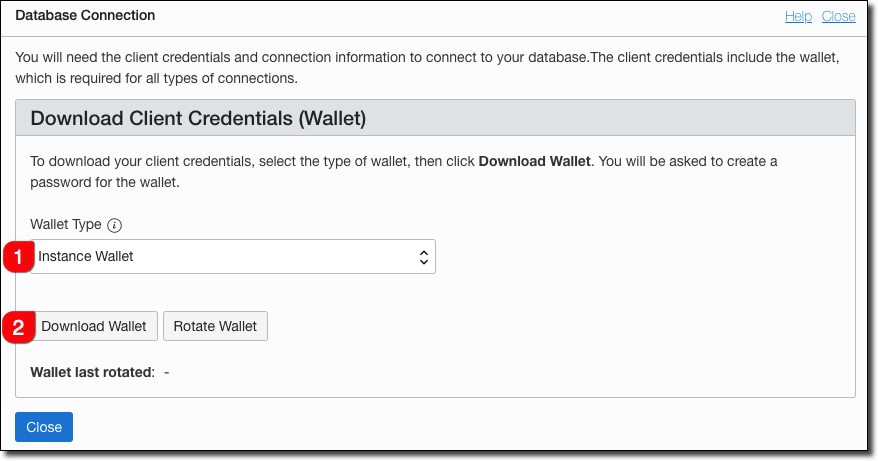 Database Connection
Help Close
You will need the client credentials and connection information to connect to your database.The client credentials include the wallet,
which is required for all types of connections.
Download Client Credentials (Wallet)
To download your client credentials, select the type of wallet, then click Download Wallet. You will be asked to create a
password for the wallet.
Wallet Type i
1 Instance Wallet
2 Download Wallet Rotate Wallet
Wallet last rotated: -
Close